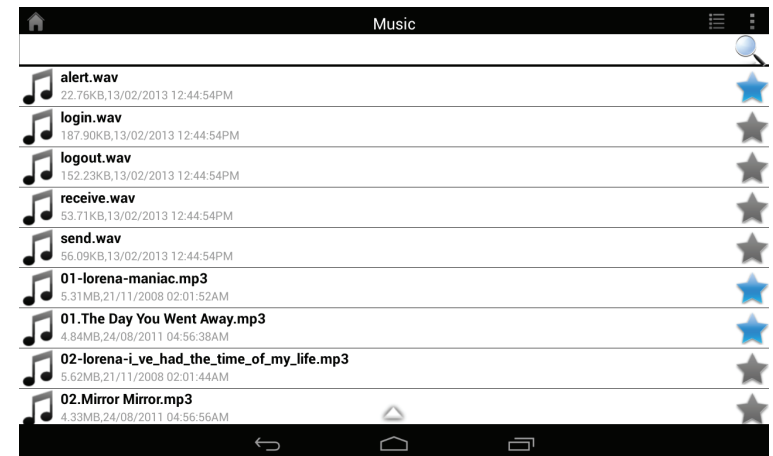 Music
alert.wav
22.76KB,13/02/2013 12:44:54PM
login.wav
187.90KB,13/02/2013 12:44:54PM
logout.wav
152.23KB,13/02/2013 12:44:54PM
receive.wav
53.71KB,13/02/2013 12:44:54PM
send.wav
56.09KB,13/02/2013 12:44:54PM
01-lorena-maniac.mp3
5.31MB,21/11/2008 02:01:52AM
01.The Day You Went Away.mp3
4.84MB,24/08/2011 04:56:38AM
02-lorena-i_ve_had_the_time_of_my_life.mp3
5.62MB,21/11/2008 02:01:44AM
02.Mirror Mirror.mp3
4.33MB,24/08/2011 04:56:56AM